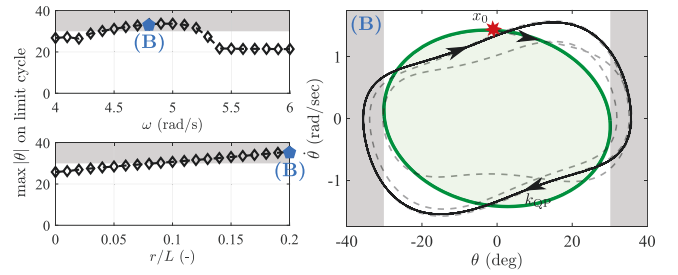 max |θ| on limit cycle
40
20
0
(B)
4
4.5
5
5.5
6
ω (rad/s)
40
20
0
(B)
0
0.05
0.1
0.15
0.2
r/L (-)
(B)
x₀
θ̇ (rad/sec)
1
0
-1
k_QP
-40
-20
0
20
40
θ (deg)